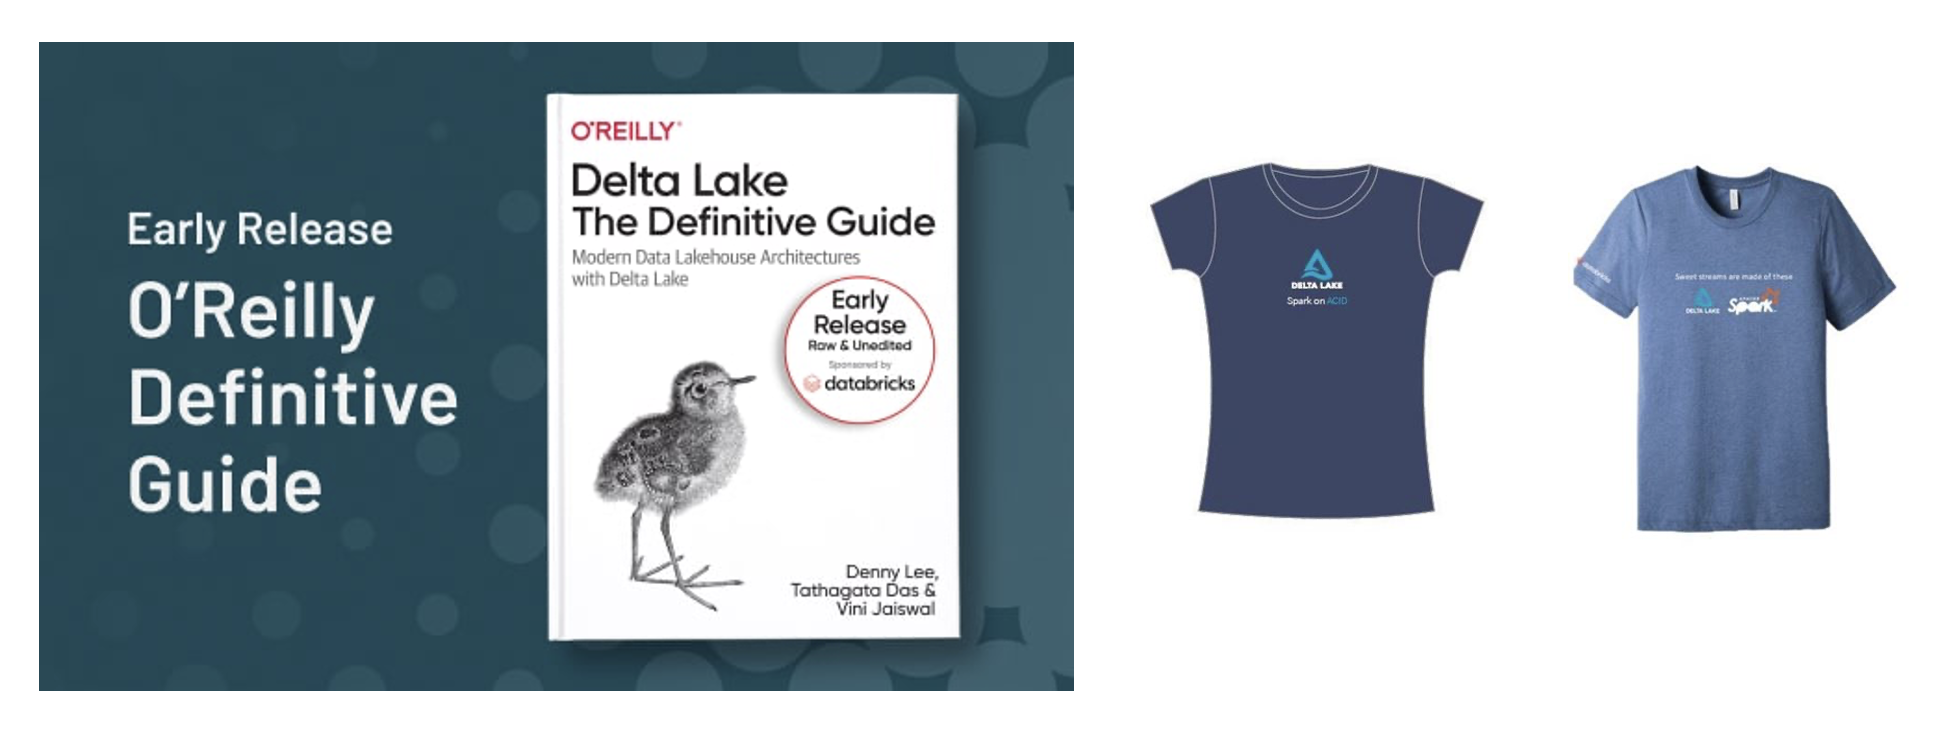 Early Release
O'Reilly
Definitive
Guide
O'REILLY®
Delta Lake
The Definitive Guide
Modern Data Lakehouse Architectures
with Delta Lake
Early
Release
Raw & Unedited
Sponsored by
databricks
Denny Lee,
Tathagata Das &
Vini Jaiswal
DELTA LAKE
Spark on ACID
databricks
Sweet streams are made of these
DELTA LAKE
APACHE
Spark